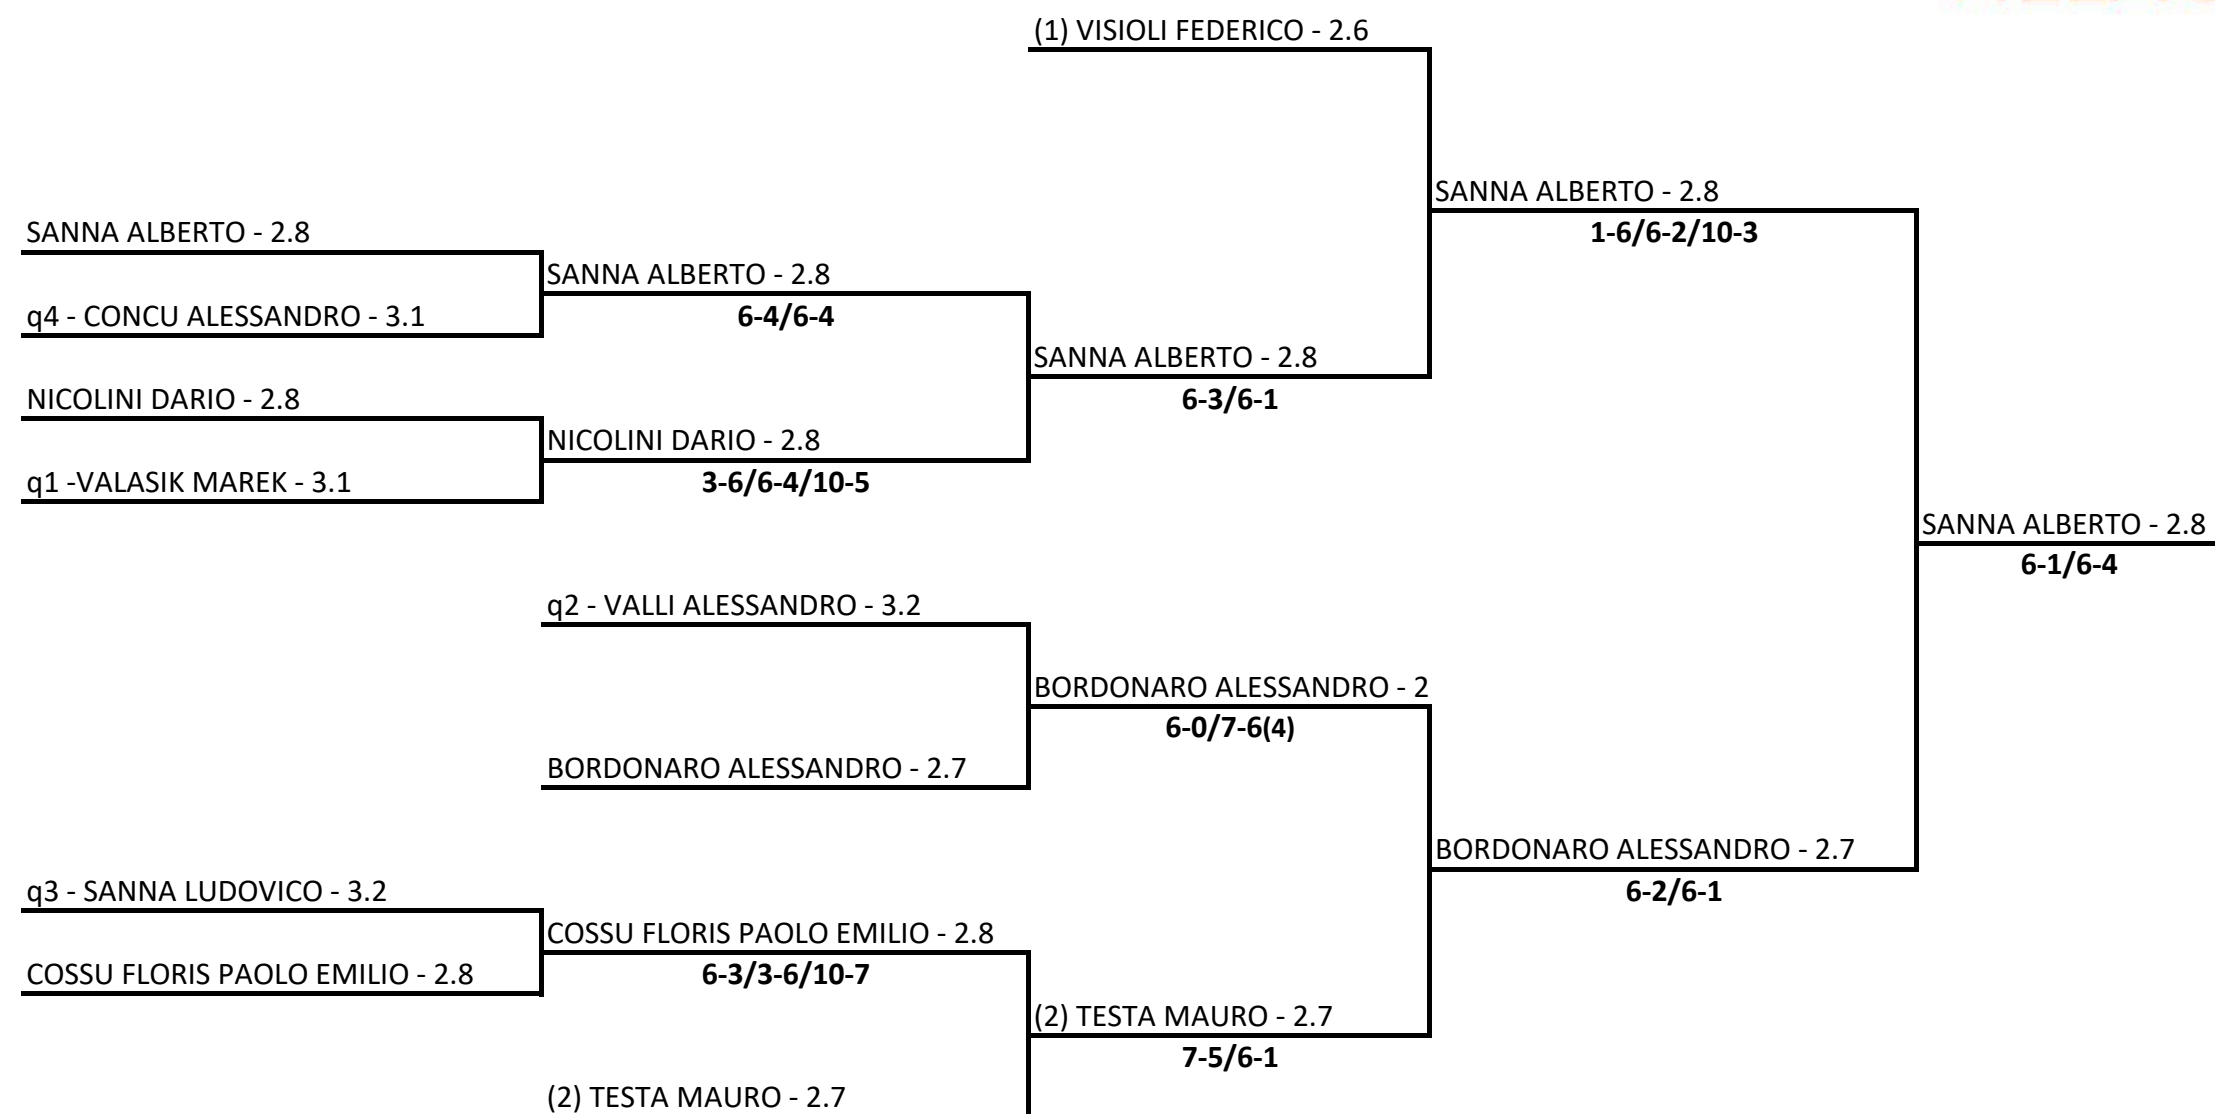 (1) VISIOLI FEDERICO - 2.6
SANNA ALBERTO - 2.8
1-6/6-2/10-3
SANNA ALBERTO - 2.8
SANNA ALBERTO - 2.8
6-4/6-4
q4 - CONCU ALESSANDRO - 3.1
SANNA ALBERTO - 2.8
6-3/6-1
NICOLINI DARIO - 2.8
NICOLINI DARIO - 2.8
3-6/6-4/10-5
q1 -VALASIK MAREK - 3.1
SANNA ALBERTO - 2.8
6-1/6-4
q2 - VALLI ALESSANDRO - 3.2
BORDONARO ALESSANDRO - 2
6-0/7-6(4)
BORDONARO ALESSANDRO - 2.7
BORDONARO ALESSANDRO - 2.7
6-2/6-1
q3 - SANNA LUDOVICO - 3.2
COSSU FLORIS PAOLO EMILIO - 2.8
6-3/3-6/10-7
COSSU FLORIS PAOLO EMILIO - 2.8
(2) TESTA MAURO - 2.7
7-5/6-1
(2) TESTA MAURO - 2.7